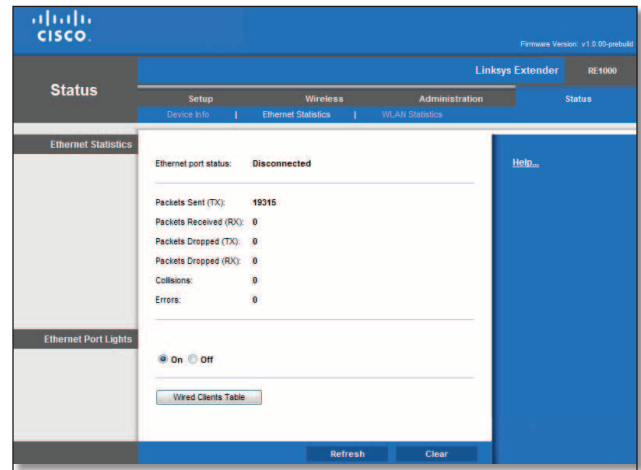 CISCO
Firmware Version: v1.0.00-prebuild
Linksys Extender RE1000
Status
Setup Wireless Administration Status
Device Info | Ethernet Statistics | WLAN Statistics
Ethernet Statistics
Ethernet port status: Disconnected
Help...
Packets Sent (TX): 19315
Packets Received (RX): 0
Packets Dropped (TX): 0
Packets Dropped (RX): 0
Collisions: 0
Errors: 0
Ethernet Port Lights
On Off
Wired Clients Table
Refresh Clear